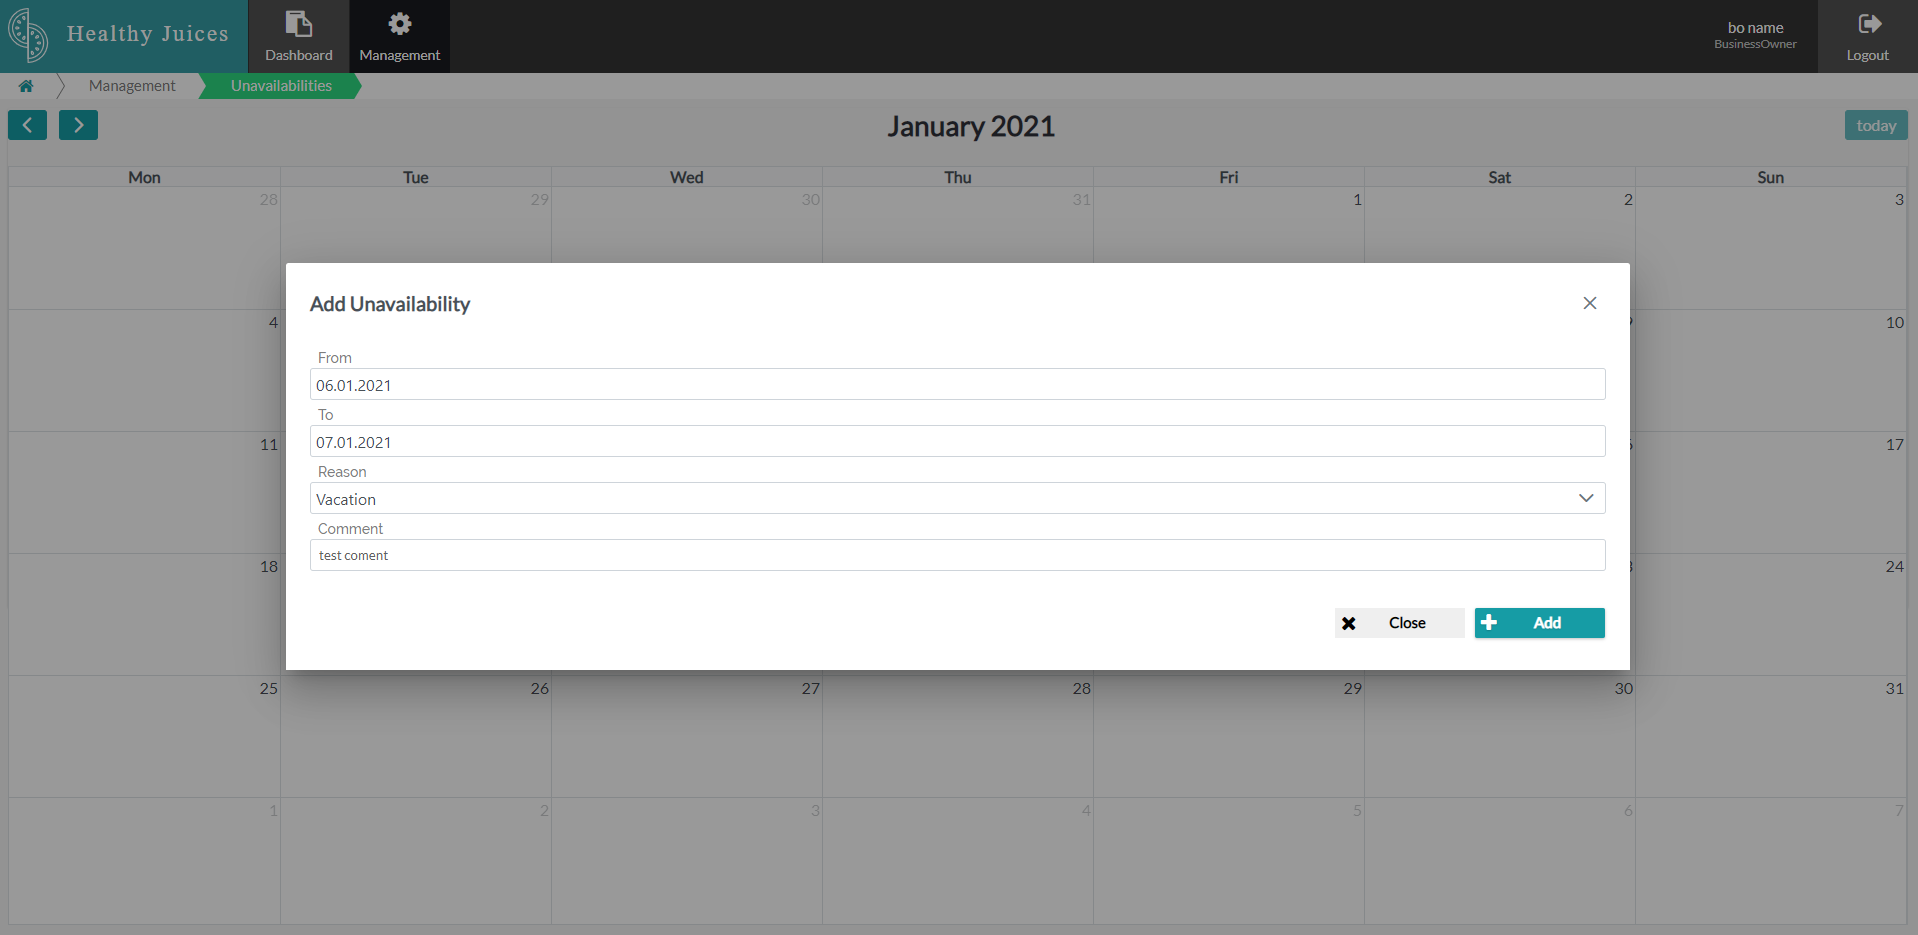 Healthy Juices
Dashboard
Management
bo name
BusinessOwner
Logout
Management
Unavailabilities
January 2021
today
Mon Tue Wed Thu Fri Sat Sun
28 29 30 31 1 2 3
4 10
11 17
18 24
25 26 27 28 29 30 31
1 2 3 4 5 6 7
Add Unavailability
From
06.01.2021
To
07.01.2021
Reason
Vacation
Comment
test coment
Close
Add